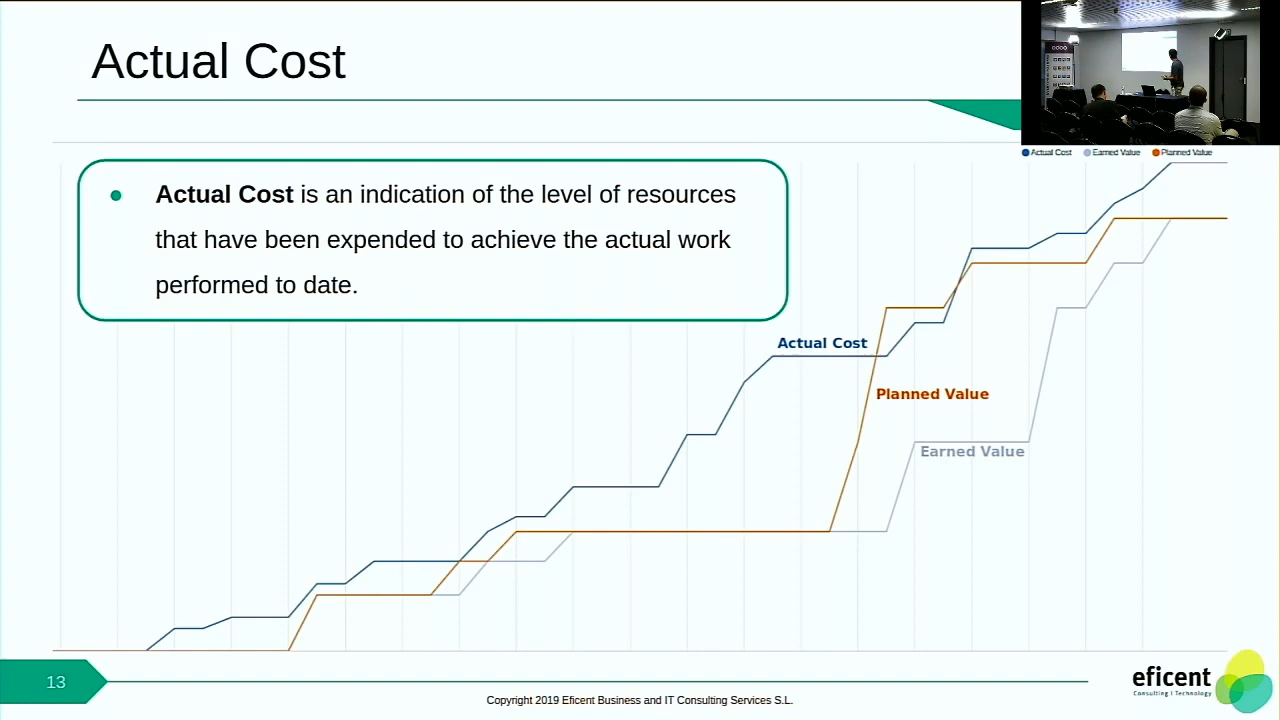 Actual Cost
Actual Cost Earned Value Planned Value
Actual Cost is an indication of the level of resources
that have been expended to achieve the actual work
performed to date.
Actual Cost
Planned Value
Earned Value
13
Copyright 2019 Eficent Business and IT Consulting Services S.L.
eficent
Consulting | Technology